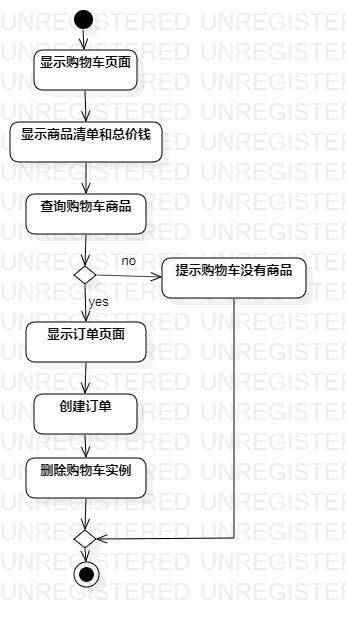 显示购物车页面
显示商品清单和总价钱
查询购物车商品
no
提示购物车没有商品
yes
显示订单页面
创建订单
删除购物车实例
UNREGISTERED